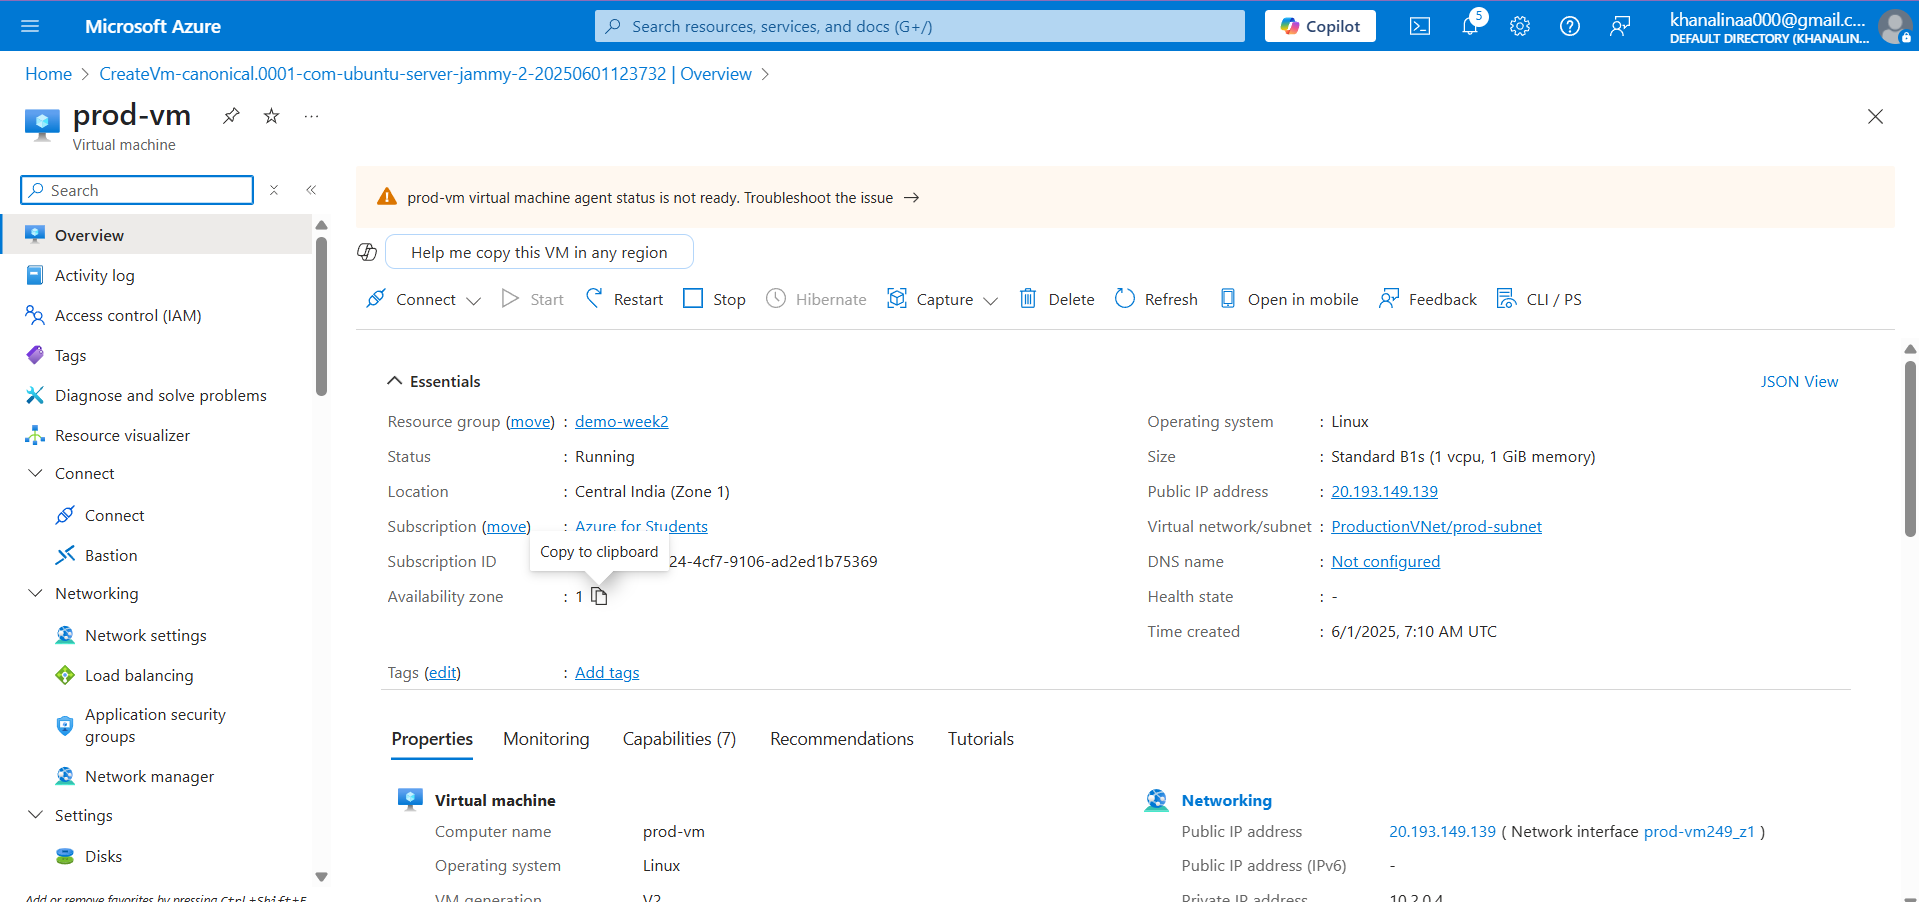 Microsoft Azure
Search resources, services, and docs (G+/)
Copilot
5
khanalinaa000@gmail.c...
DEFAULT DIRECTORY (KHANALIN...
Home > CreateVm-canonical.0001-com-ubuntu-server-jammy-2-20250601123732 | Overview >
prod-vm
Virtual machine
Search
Overview
Activity log
Access control (IAM)
Tags
Diagnose and solve problems
Resource visualizer
Connect
Connect
Bastion
Networking
Network settings
Load balancing
Application security
groups
Network manager
Settings
Disks
Add or remove favorites by pressing Ctrl+Shift+F
prod-vm virtual machine agent status is not ready. Troubleshoot the issue →
Help me copy this VM in any region
Connect Start Restart Stop Hibernate Capture Delete Refresh Open in mobile Feedback CLI / PS
Essentials
JSON View
Resource group (move) : demo-week2
Status : Running
Location : Central India (Zone 1)
Subscription (move) : Azure for Students
Copy to clipboard
Subscription ID 24-4cf7-9106-ad2ed1b75369
Availability zone : 1
Operating system : Linux
Size : Standard B1s (1 vcpu, 1 GiB memory)
Public IP address : 20.193.149.139
Virtual network/subnet : ProductionVNet/prod-subnet
DNS name : Not configured
Health state : -
Time created : 6/1/2025, 7:10 AM UTC
Tags (edit) : Add tags
Properties Monitoring Capabilities (7) Recommendations Tutorials
Virtual machine
Computer name prod-vm
Operating system Linux
VM generation V2
Networking
Public IP address 20.193.149.139 ( Network interface prod-vm249_z1 )
Public IP address (IPv6) -
Private IP address 10.2.0.4